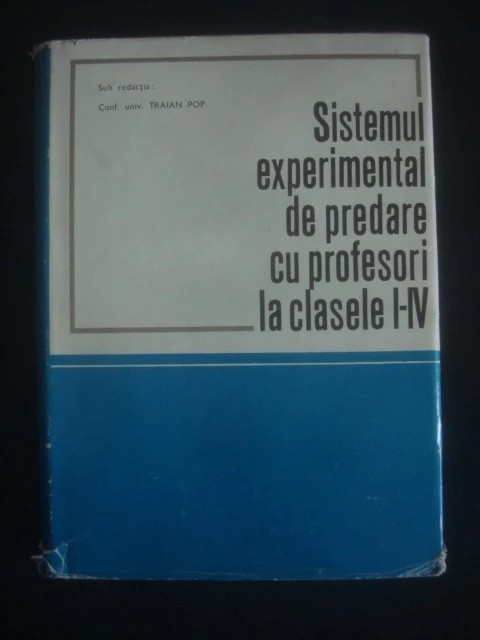 Sub redacția:
Conf. univ. TRAIAN POP
Sistemul
experimental
de predare
cu profesori
la clasele I-IV